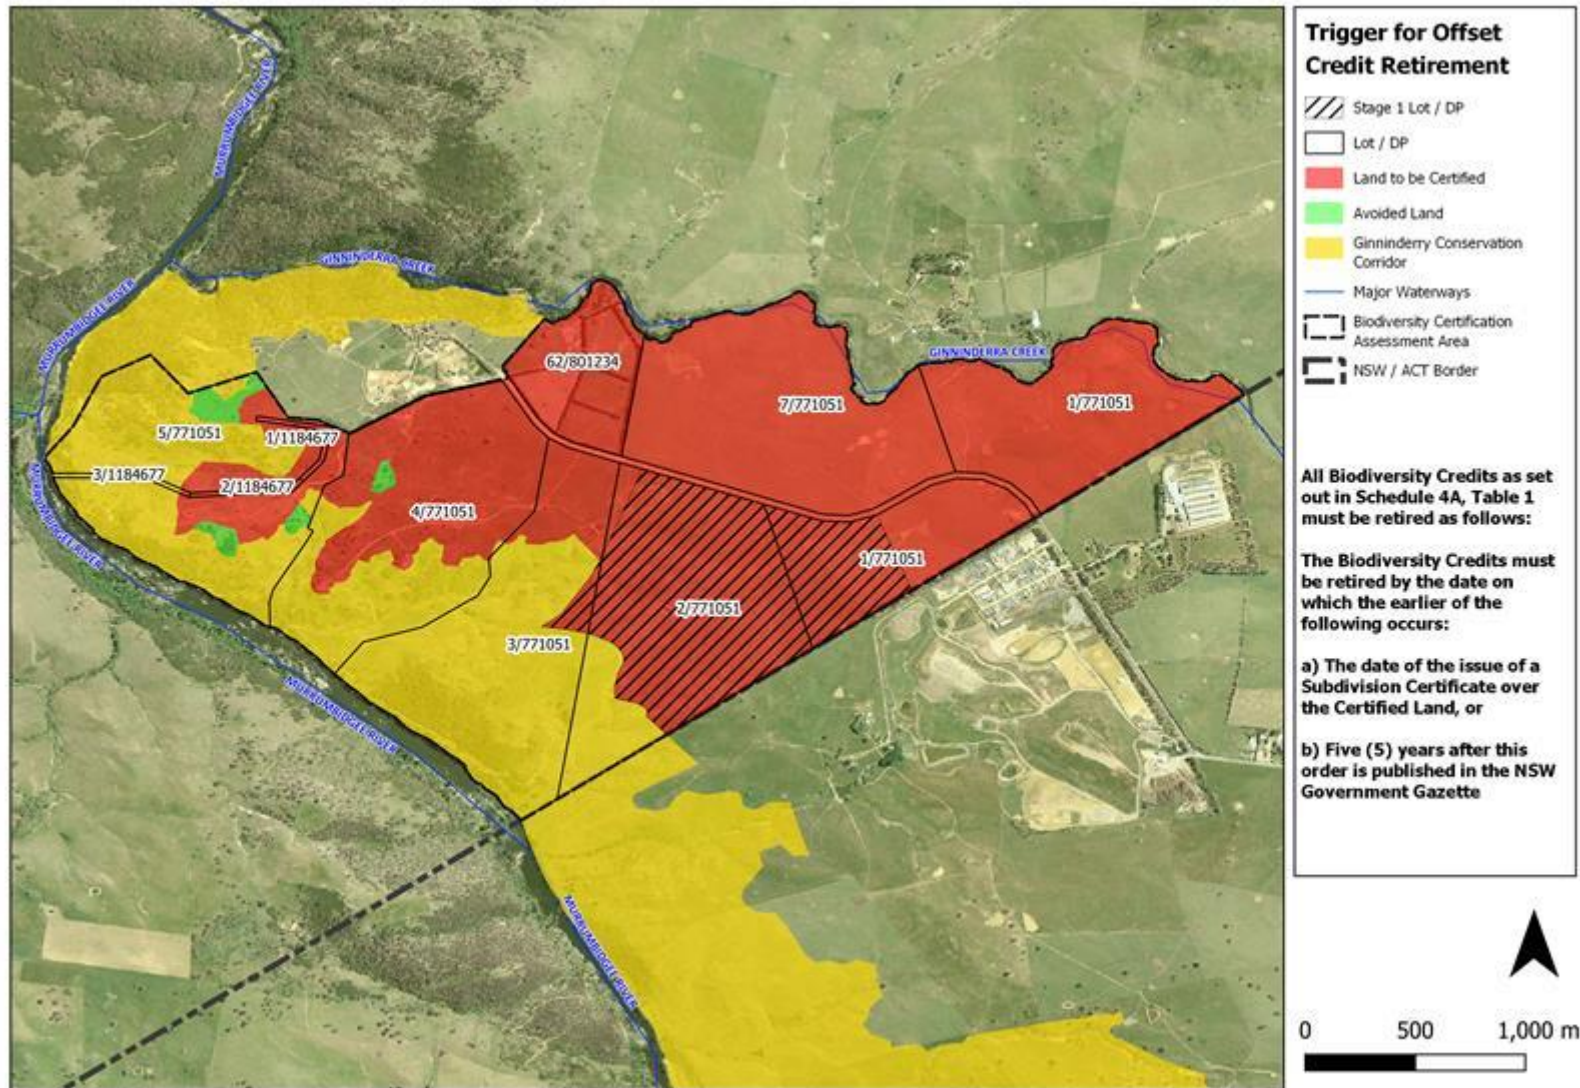 Trigger for Offset
Credit Retirement
Stage 1 Lot / DP
Lot / DP
Land to be Certified
Avoided Land
Ginninderry Conservation
Corridor
Major Waterways
Biodiversity Certification
Assessment Area
NSW / ACT Border
All Biodiversity Credits as set
out in Schedule 4A, Table 1
must be retired as follows:
The Biodiversity Credits must
be retired by the date on
which the earlier of the
following occurs:
a) The date of the issue of a
Subdivision Certificate over
the Certified Land, or
b) Five (5) years after this
order is published in the NSW
Government Gazette
0 500 1,000 m
MURRUMBIDGEE RIVER
GINNINDERRA CREEK
MURRUMBIDGEE RIVER
GINNINDERRA CREEK
62/801234
7/771051
1/771051
5/771051
1/1184677
3/1184677
2/1184677
4/771051
MURRUMBIDGEE RIVER
1/771051
2/771051
3/771051
MURRUMBIDGEE RIVER
MURRUMBIDGEE RIVER